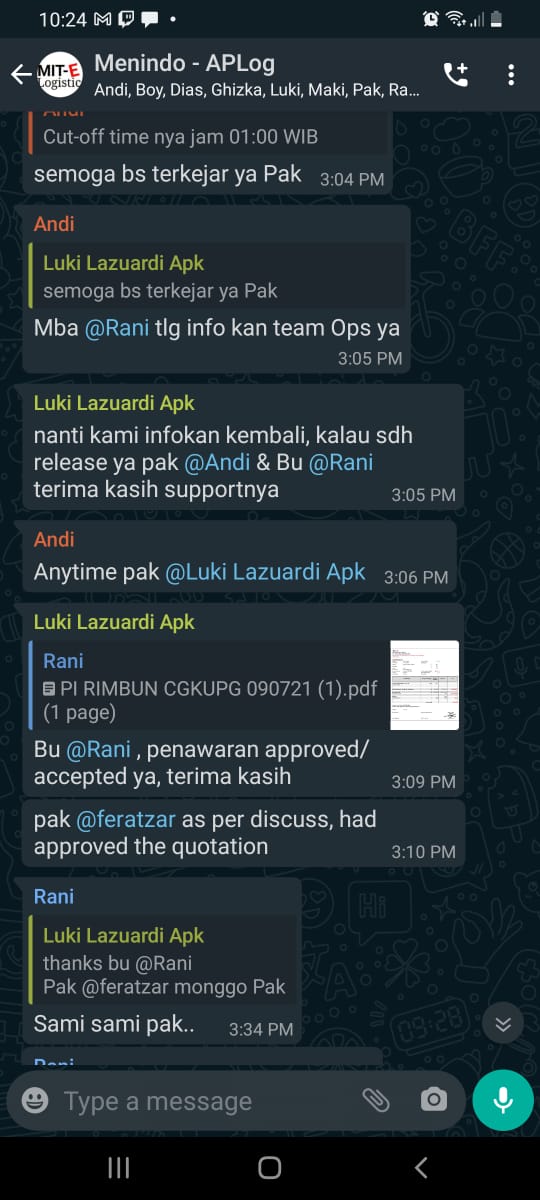 10:24
MIT-E
Logistic
Menindo - APLog
Andi, Boy, Dias, Ghizka, Luki, Maki, Pak, Ra...
Andi
Cut-off time nya jam 01:00 WIB
semoga bs terkejar ya Pak 3:04 PM
Andi
Luki Lazuardi Apk
semoga bs terkejar ya Pak
Mba @Rani tlg info kan team Ops ya
3:05 PM
Luki Lazuardi Apk
nanti kami infokan kembali, kalau sdh
release ya pak @Andi & Bu @Rani
terima kasih supportnya 3:05 PM
Andi
Anytime pak @Luki Lazuardi Apk 3:06 PM
Luki Lazuardi Apk
Rani
PI RIMBUN CGKUPG 090721 (1).pdf
(1 page)
Bu @Rani , penawaran approved/
accepted ya, terima kasih 3:09 PM
pak @feratzar as per discuss, had
approved the quotation 3:10 PM
Rani
Luki Lazuardi Apk
thanks bu @Rani
Pak @feratzar monggo Pak
Sami sami pak.. 3:34 PM
Rani
Type a message